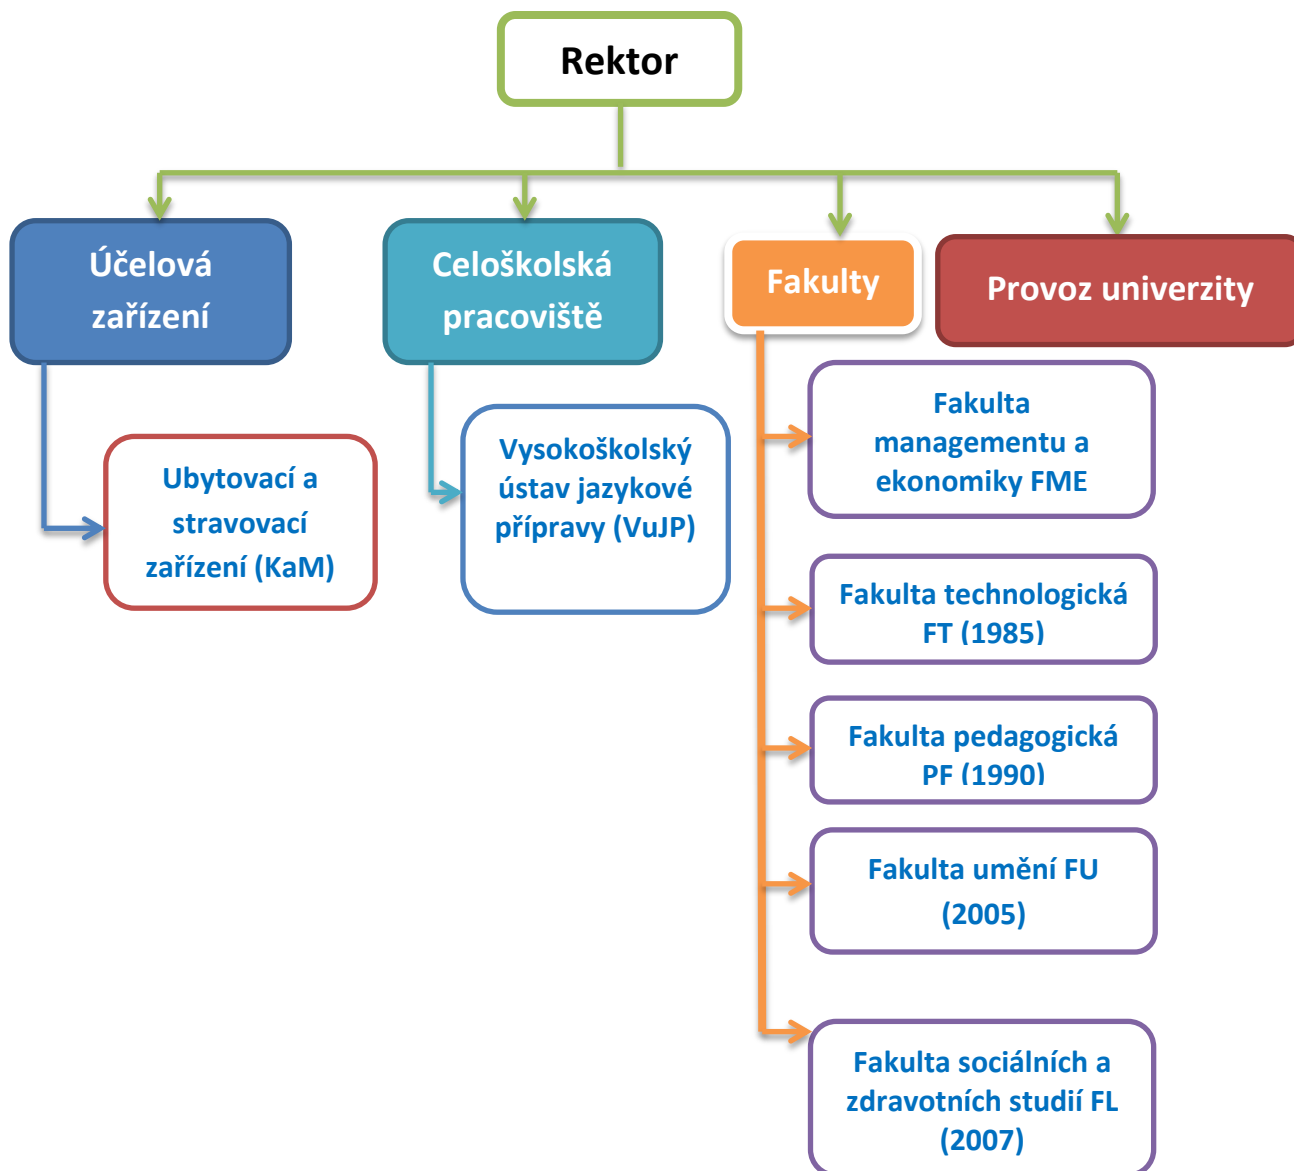 Rektor
Účelová
zařízení
Celoškolská
pracoviště
Fakulty
Provoz univerzity
Ubytovací a
stravovací
zařízení (KaM)
Vysokoškolský
ústav jazykové
přípravy (VuJP)
Fakulta
managementu a
ekonomiky FME
Fakulta technologická
FT (1985)
Fakulta pedagogická
PF (1990)
Fakulta umění FU
(2005)
Fakulta sociálních a
zdravotních studií FL
(2007)